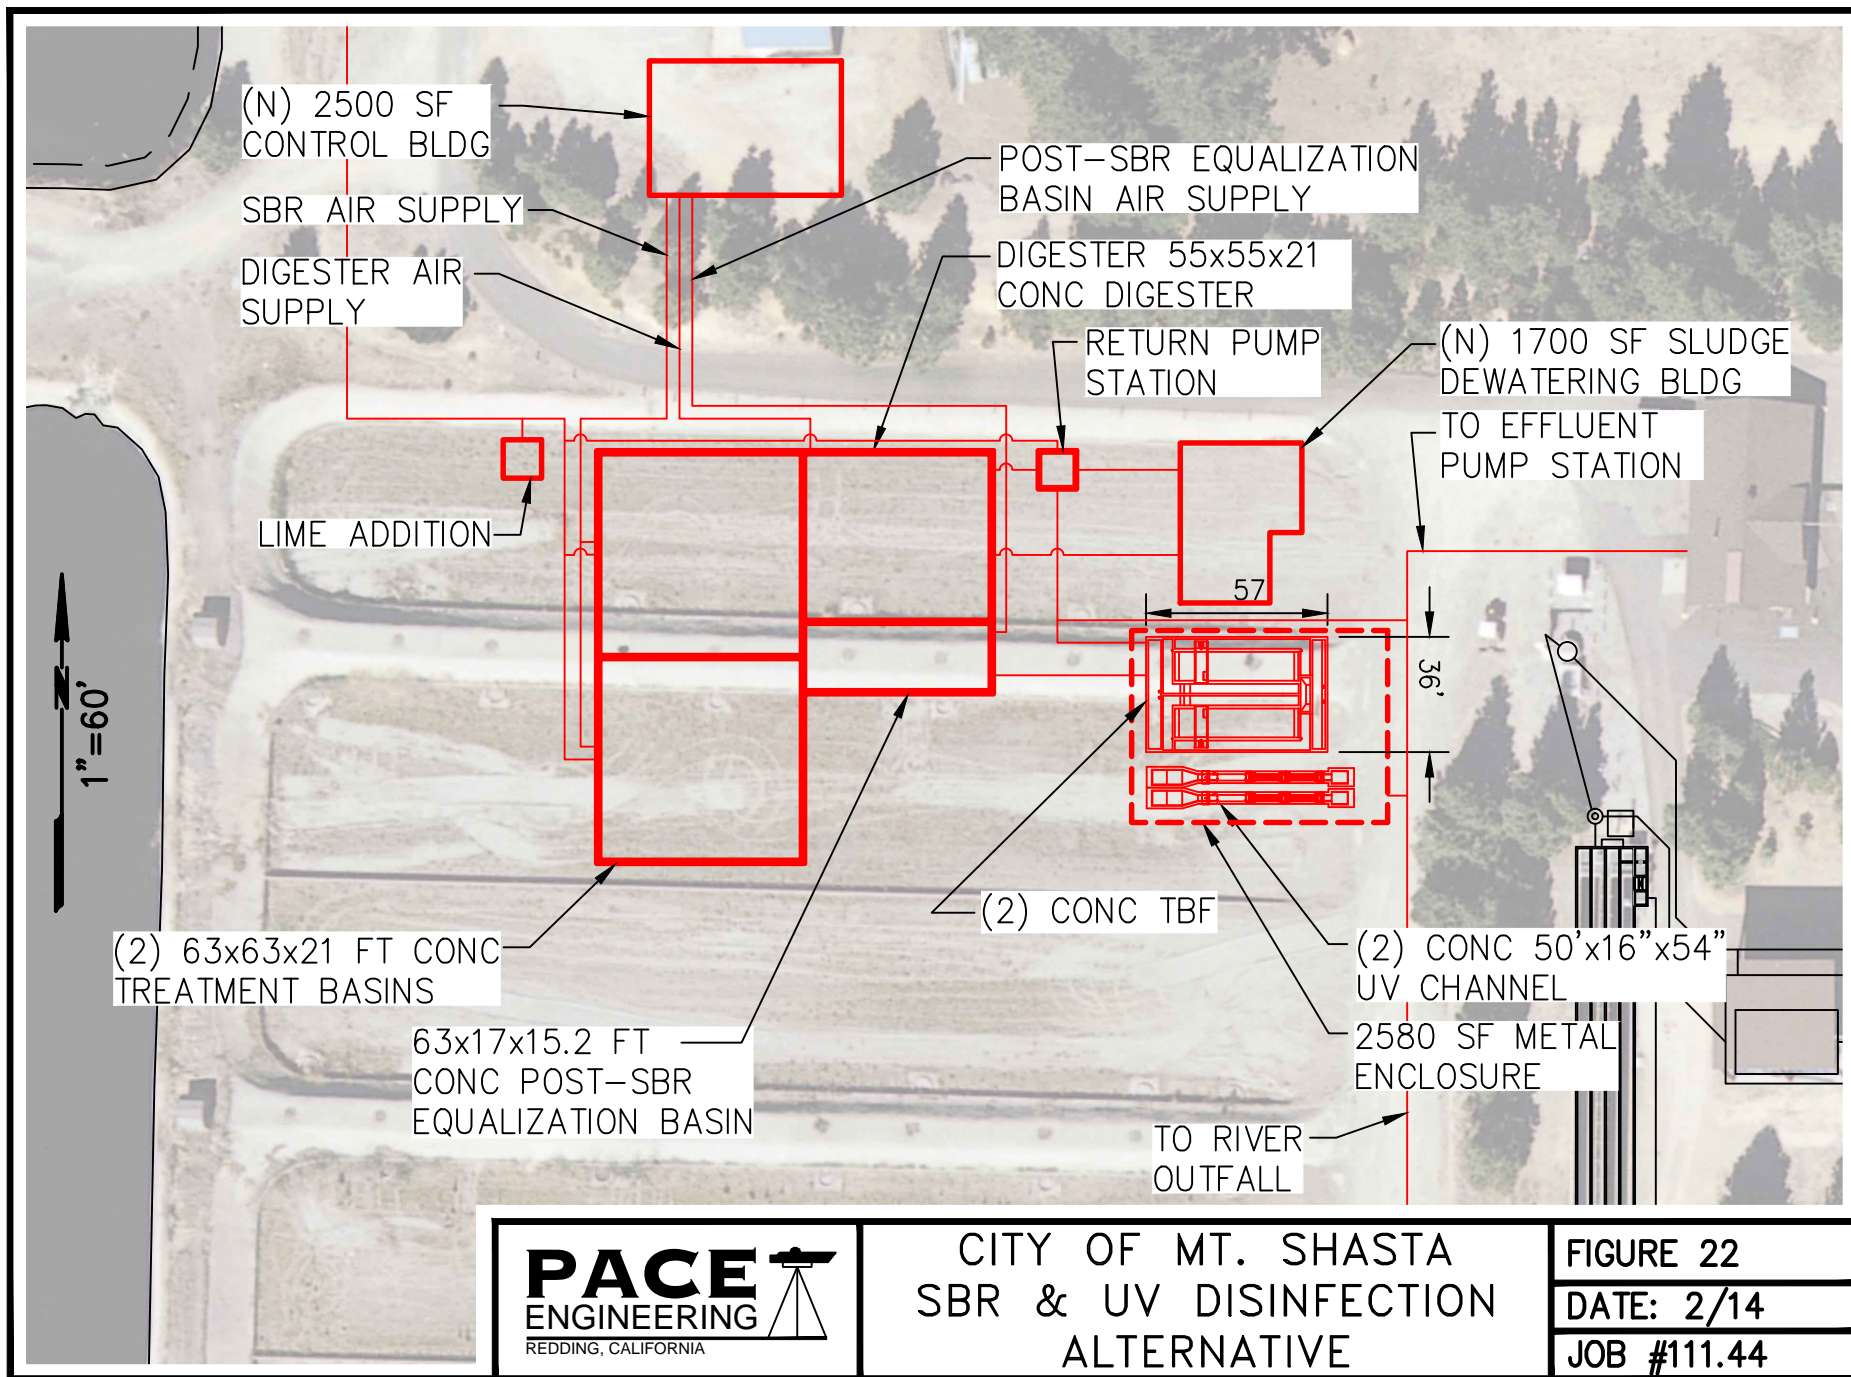 (N) 2500 SF
CONTROL BLDG
SBR AIR SUPPLY
DIGESTER AIR
SUPPLY
POST-SBR EQUALIZATION
BASIN AIR SUPPLY
DIGESTER 55x55x21
CONC DIGESTER
RETURN PUMP
STATION
(N) 1700 SF SLUDGE
DEWATERING BLDG
TO EFFLUENT
PUMP STATION
LIME ADDITION
57
36'
N
1"=60'
(2) CONC TBF
(2) 63x63x21 FT CONC
TREATMENT BASINS
(2) CONC 50'x16"x54"
UV CHANNEL
63x17x15.2 FT
CONC POST-SBR
EQUALIZATION BASIN
2580 SF METAL
ENCLOSURE
TO RIVER
OUTFALL
PACE
ENGINEERING
REDDING, CALIFORNIA
CITY OF MT. SHASTA
SBR & UV DISINFECTION
ALTERNATIVE
FIGURE 22
DATE: 2/14
JOB #111.44